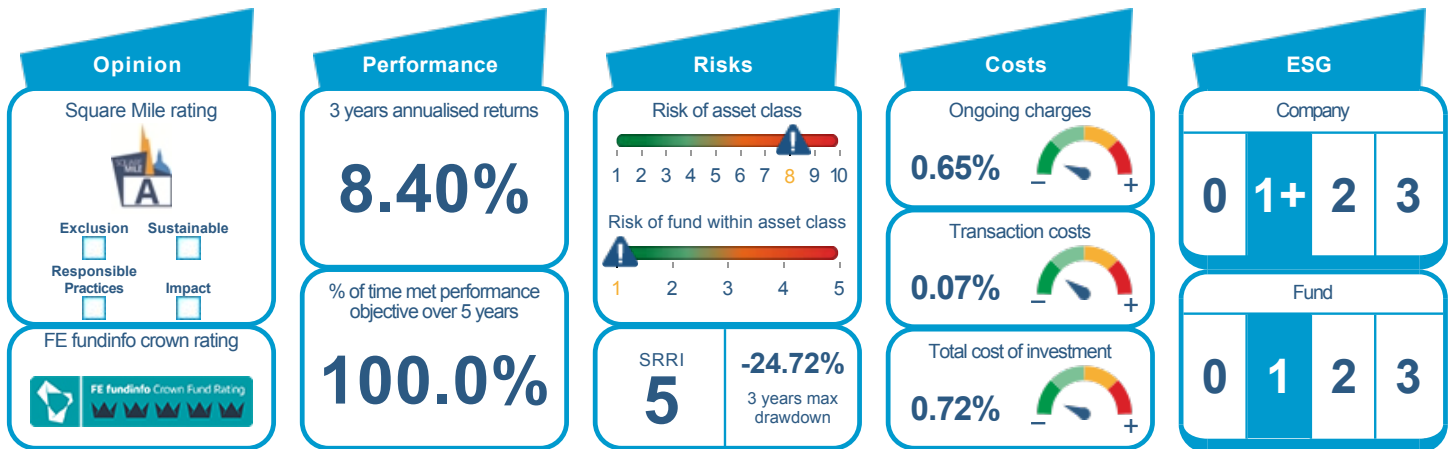 Opinion
Square Mile rating
SQUARE
MILE
A
Exclusion
Sustainable
Responsible
Practices
Impact
FE fundinfo crown rating
FE fundinfo Crown Fund Rating
Performance
3 years annualised returns
8.40%
% of time met performance
objective over 5 years
100.0%
Risks
Risk of asset class
1 2 3 4 5 6 7 8 9 10
Risk of fund within asset class
1 2 3 4 5
SRRI
5
-24.72%
3 years max
drawdown
Costs
Ongoing charges
0.65%
− +
Transaction costs
0.07%
− +
Total cost of investment
0.72%
− +
ESG
Company
0 1+ 2 3
Fund
0 1 2 3